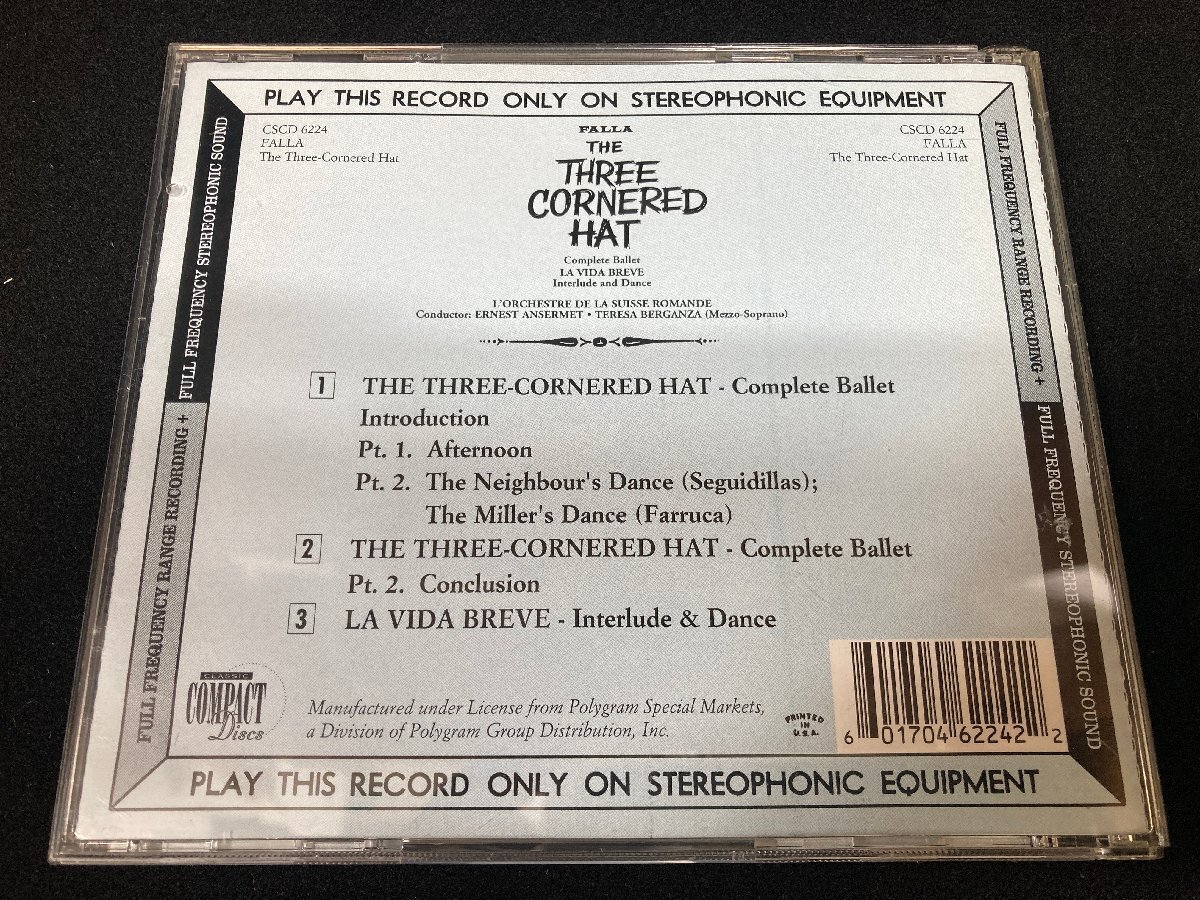 PLAY THIS RECORD ONLY ON STEREOPHONIC EQUIPMENT
CSCD 6224
FALLA
The Three-Cornered Hat
FALLA
THE
THREE
CORNERED
HAT
Complete Ballet
LA VIDA BREVE
Interlude and Dance
L'ORCHESTRE DE LA SUISSE ROMANDE
Conductor: ERNEST ANSERMET • TERESA BERGANZA (Mezzo-Soprano)
CSCD 6224
FALLA
The Three-Cornered Hat
FULL FREQUENCY RANGE RECORDING + FULL FREQUENCY STEREOPHONIC SOUND
FULL FREQUENCY RANGE RECORDING + FULL FREQUENCY STEREOPHONIC SOUND
1 THE THREE-CORNERED HAT - Complete Ballet
Introduction
Pt. 1. Afternoon
Pt. 2. The Neighbour's Dance (Seguidillas);
The Miller's Dance (Farruca)
2 THE THREE-CORNERED HAT - Complete Ballet
Pt. 2. Conclusion
3 LA VIDA BREVE - Interlude & Dance
CLASSIC
COMPACT
Discs
Manufactured under License from Polygram Special Markets,
a Division of Polygram Group Distribution, Inc.
PRINTED
IN
U.S.A.
6 01704 62242 2
PLAY THIS RECORD ONLY ON STEREOPHONIC EQUIPMENT